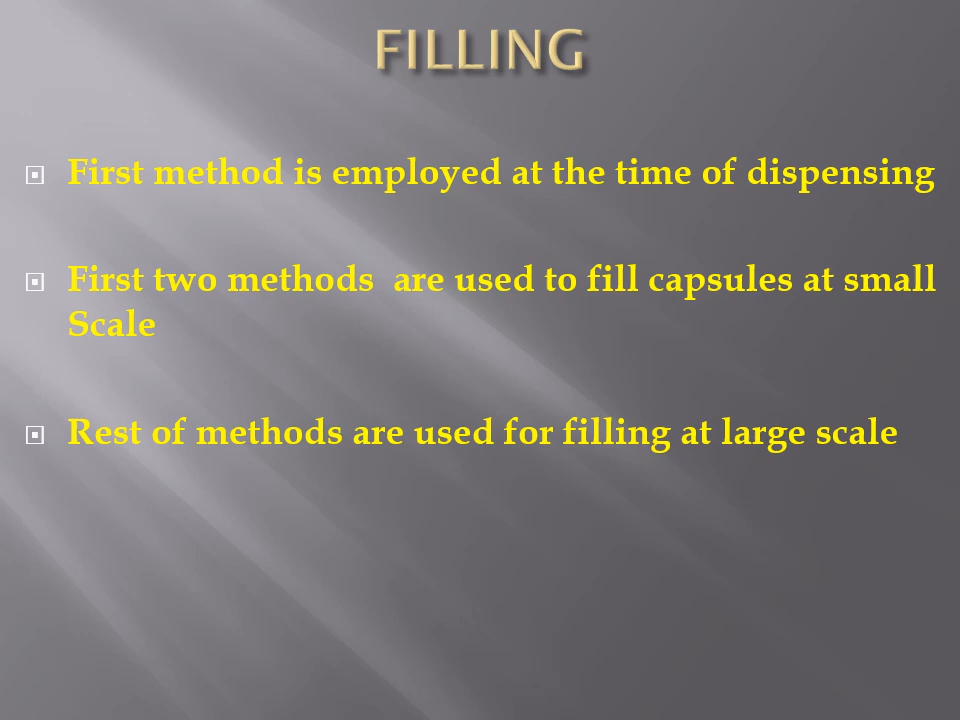 FILLING
First method is employed at the time of dispensing
First two methods  are used to fill capsules at small
Scale
Rest of methods are used for filling at large scale